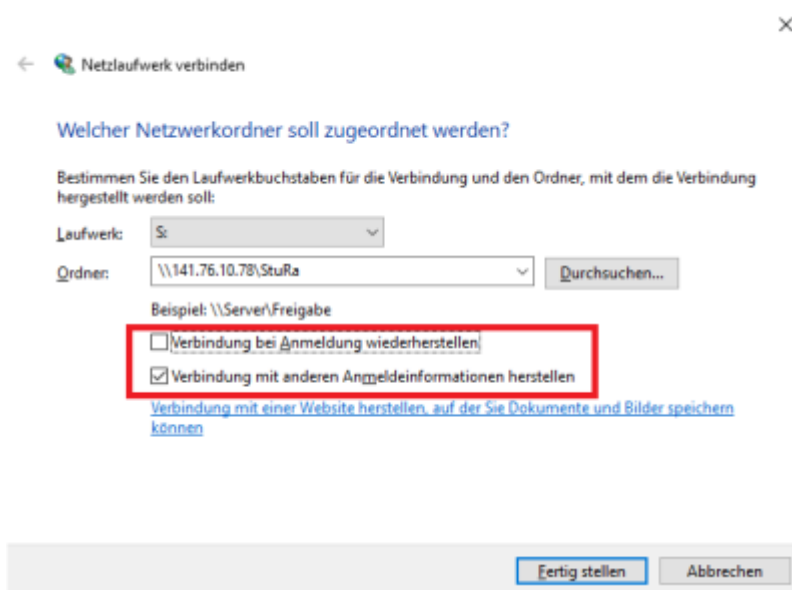 Netzlaufwerk verbinden
Welcher Netzwerkordner soll zugeordnet werden?
Bestimmen Sie den Laufwerkbuchstaben für die Verbindung und den Ordner, mit dem die Verbindung
hergestellt werden soll:
Laufwerk: S:
Ordner: \\141.76.10.78\StuRa Durchsuchen...
Beispiel: \\Server\Freigabe
Verbindung bei Anmeldung wiederherstellen
Verbindung mit anderen Anmeldeinformationen herstellen
Verbindung mit einer Website herstellen, auf der Sie Dokumente und Bilder speichern
können
Fertig stellen Abbrechen